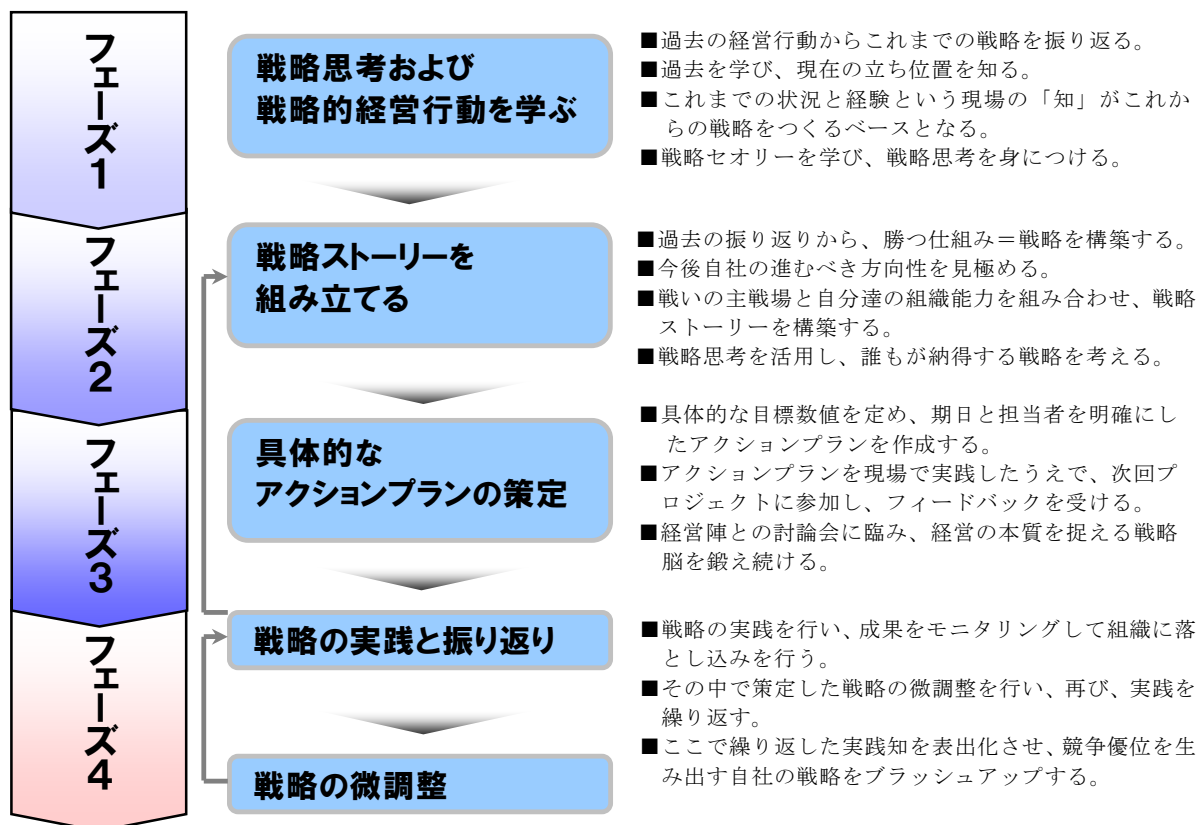 フェーズ1
戦略思考および
戦略的経営行動を学ぶ
■過去の経営行動からこれまでの戦略を振り返る。
■過去を学び、現在の立ち位置を知る。
■これまでの状況と経験という現場の「知」がこれか
らの戦略をつくるベースとなる。
■戦略セオリーを学び、戦略思考を身につける。
フェーズ2
戦略ストーリーを
組み立てる
■過去の振り返りから、勝つ仕組み＝戦略を構築する。
■今後自社の進むべき方向性を見極める。
■戦いの主戦場と自分達の組織能力を組み合わせ、戦略
ストーリーを構築する。
■戦略思考を活用し、誰もが納得する戦略を考える。
フェーズ3
具体的な
アクションプランの策定
■具体的な目標数値を定め、期日と担当者を明確にし
たアクションプランを作成する。
■アクションプランを現場で実践したうえで、次回プ
ロジェクトに参加し、フィードバックを受ける。
■経営陣との討論会に臨み、経営の本質を捉える戦略
脳を鍛え続ける。
フェーズ4
戦略の実践と振り返り
戦略の微調整
■戦略の実践を行い、成果をモニタリングして組織に落
とし込みを行う。
■その中で策定した戦略の微調整を行い、再び、実践を
繰り返す。
■ここで繰り返した実践知を表出化させ、競争優位を生
み出す自社の戦略をブラッシュアップする。